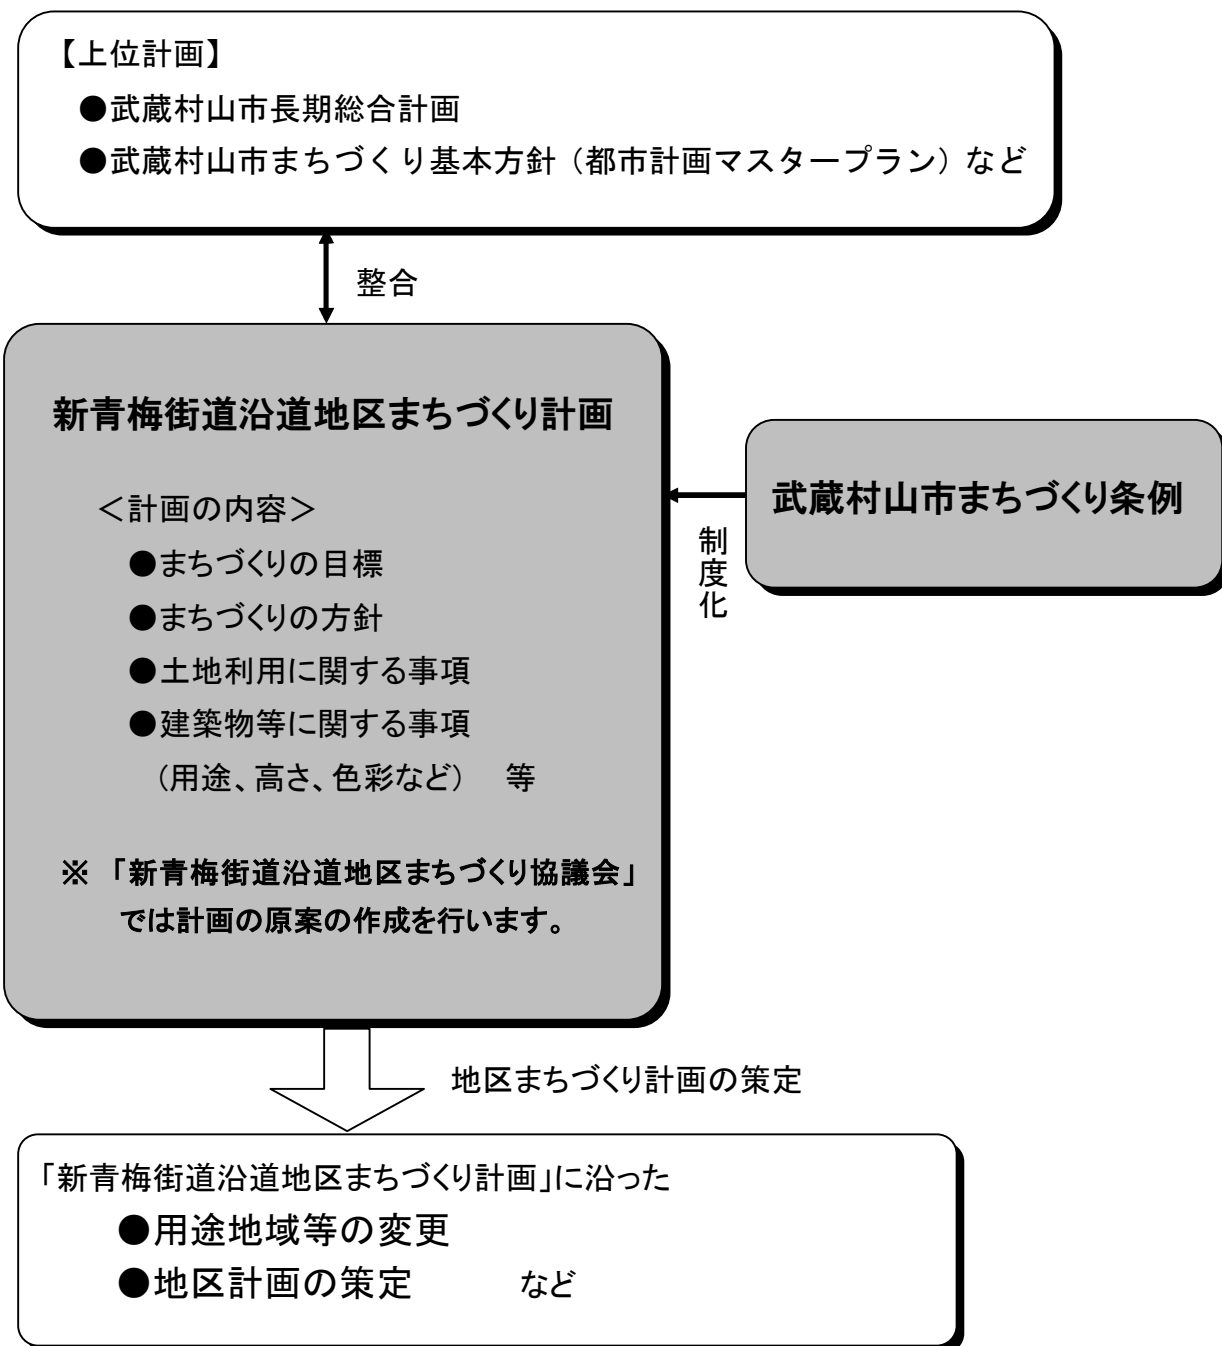 【上位計画】
●武蔵村山市長期総合計画
●武蔵村山市まちづくり基本方針（都市計画マスタープラン）など
整合
新青梅街道沿道地区まちづくり計画
＜計画の内容＞
●まちづくりの目標
●まちづくりの方針
●土地利用に関する事項
●建築物等に関する事項
（用途、高さ、色彩など）　等
※　「新青梅街道沿道地区まちづくり協議会」
では計画の原案の作成を行います。
武蔵村山市まちづくり条例
制度化
地区まちづくり計画の策定
「新青梅街道沿道地区まちづくり計画」に沿った
●用途地域等の変更
●地区計画の策定　　　など